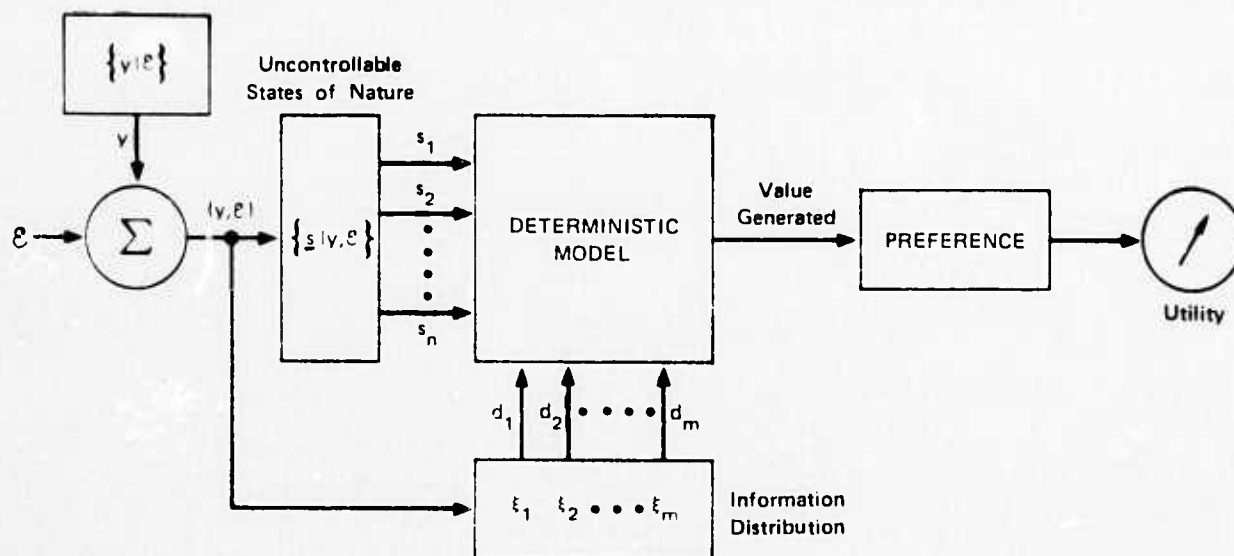 {γ|ℰ}
Uncontrollable
States of Nature
γ
ℰ
Σ
(γ,ℰ)
{s|γ,ℰ}
s₁
s₂
sₙ
DETERMINISTIC
MODEL
Value
Generated
PREFERENCE
Utility
d₁ d₂ • • • • dₘ
ξ₁ ξ₂ • • • ξₘ
Information
Distribution